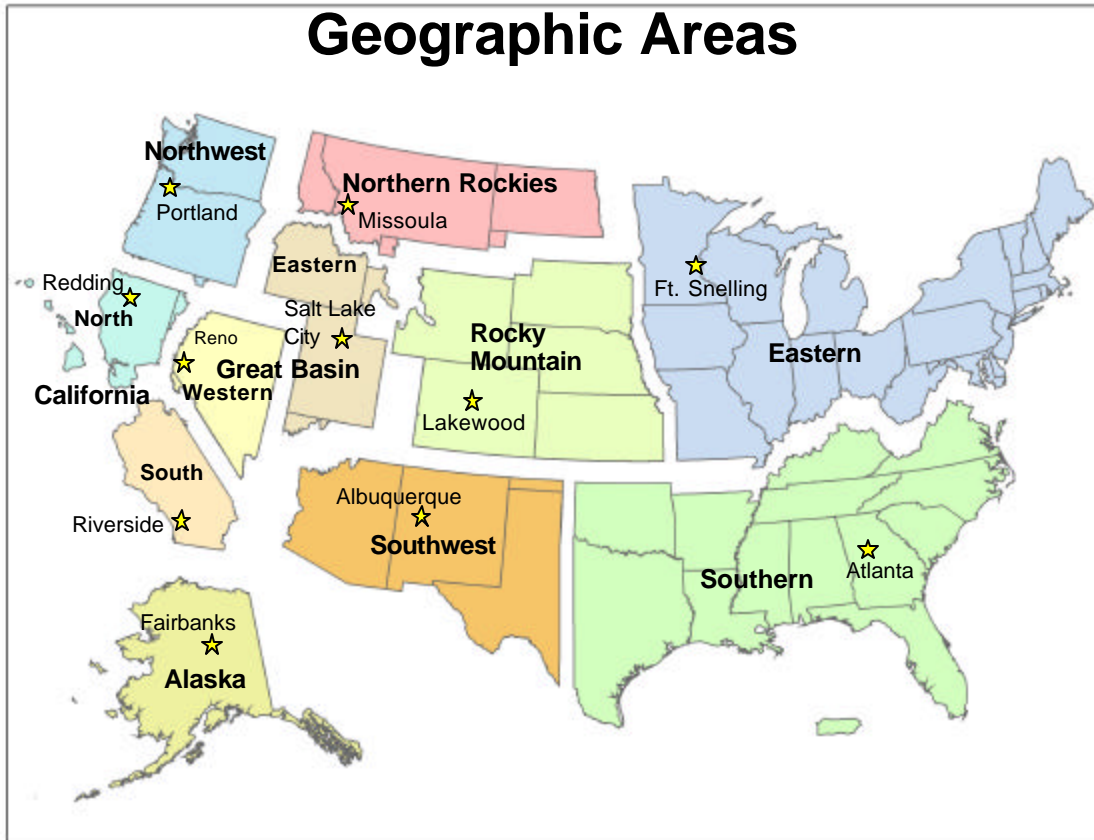 Geographic Areas
Northwest
Portland
Northern Rockies
Missoula
Redding
North
California
Eastern
Salt Lake
City
Reno
Great Basin
Western
Rocky
Mountain
Lakewood
Ft. Snelling
Eastern
South
Riverside
Albuquerque
Southwest
Southern
Atlanta
Fairbanks
Alaska